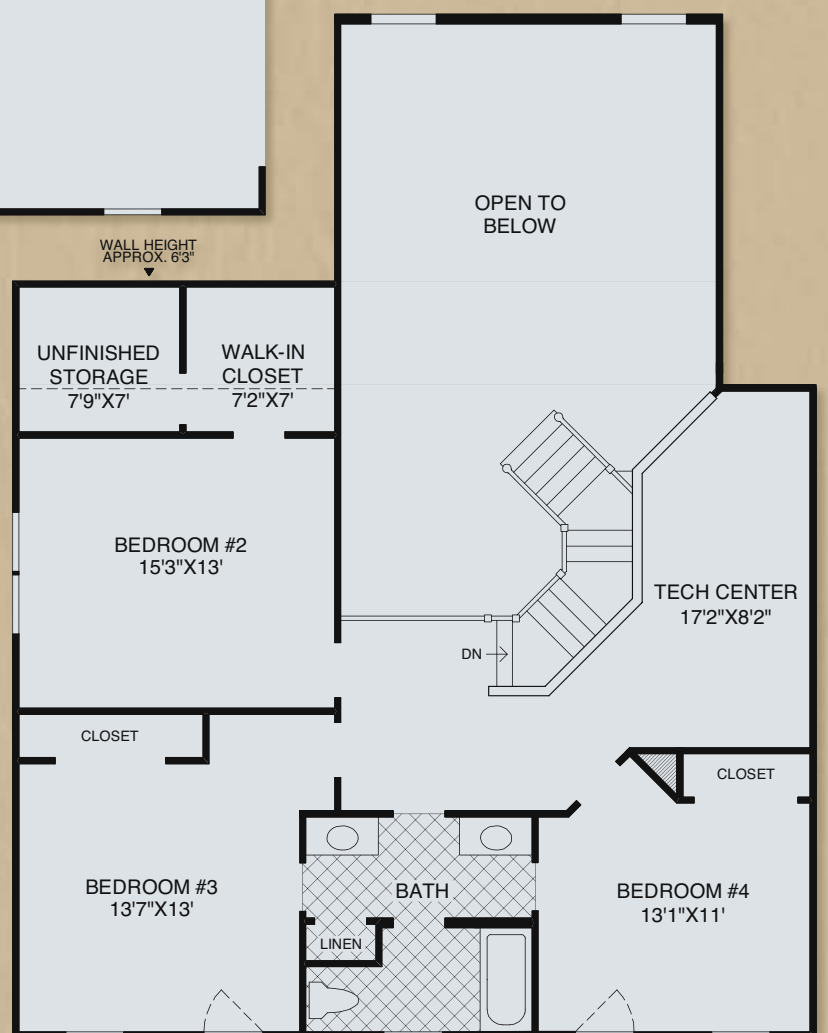 OPEN TO
BELOW
WALL HEIGHT
APPROX. 6'3"
UNFINISHED
STORAGE
7'9"X7'
WALK-IN
CLOSET
7'2"X7'
BEDROOM #2
15'3"X13'
TECH CENTER
17'2"X8'2"
DN
CLOSET
CLOSET
BEDROOM #3
13'7"X13'
BATH
BEDROOM #4
13'1"X11'
LINEN